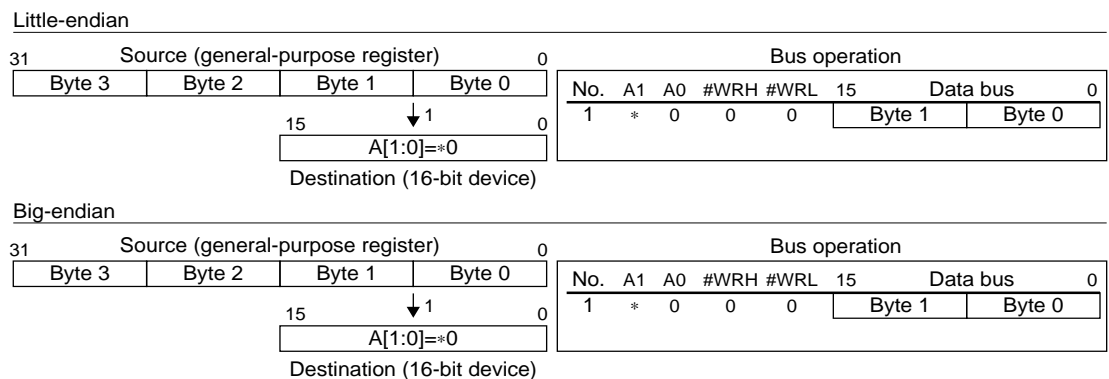 Little-endian
31 Source (general-purpose register) 0 Bus operation
Byte 3 Byte 2 Byte 1 Byte 0 No. A1 A0 #WRH #WRL 15 Data bus 0
1 ∗ 0 0 0 Byte 1 Byte 0
15 1 0
A[1:0]=∗0
Destination (16-bit device)
Big-endian
31 Source (general-purpose register) 0 Bus operation
Byte 3 Byte 2 Byte 1 Byte 0 No. A1 A0 #WRH #WRL 15 Data bus 0
1 ∗ 0 0 0 Byte 1 Byte 0
15 1 0
A[1:0]=∗0
Destination (16-bit device)